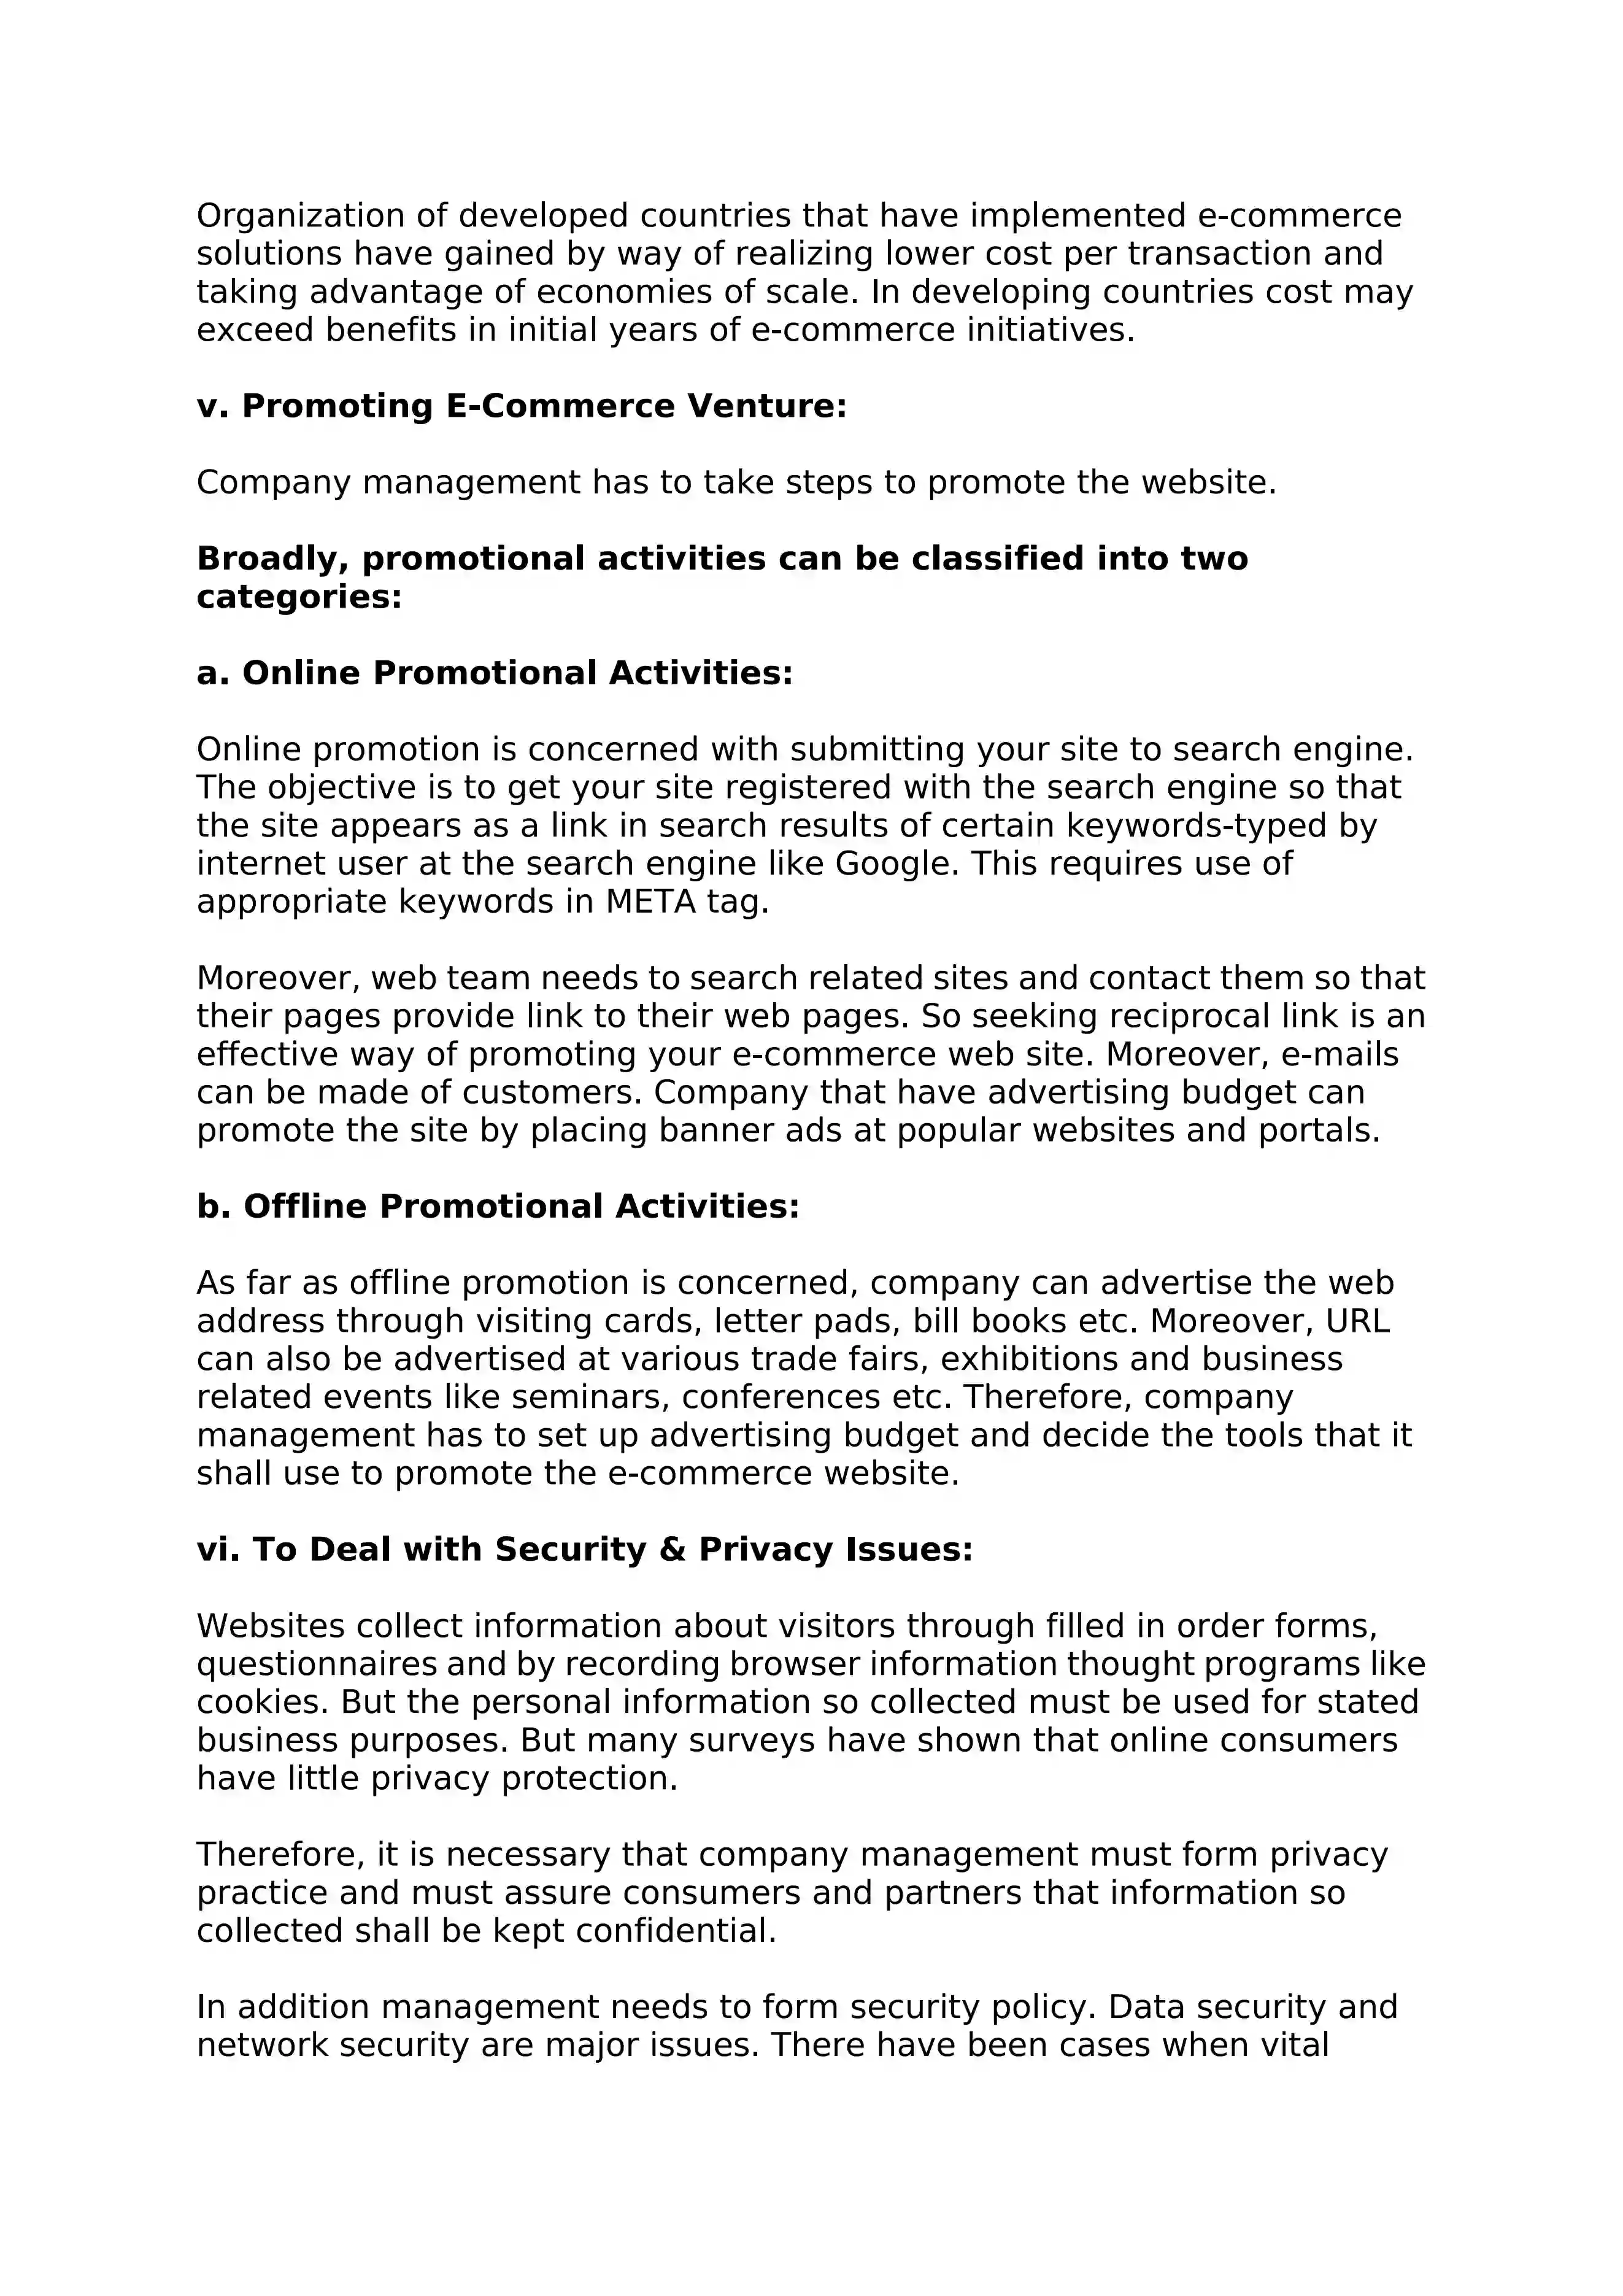 Organization of developed countries that have implemented e-commerce
solutions have gained by way of realizing lower cost per transaction and
taking advantage of economies of scale. In developing countries cost may
exceed benefits in initial years of e-commerce initiatives.
v. Promoting E-Commerce Venture:
Company management has to take steps to promote the website.
Broadly, promotional activities can be classified into two
categories:
a. Online Promotional Activities:
Online promotion is concerned with submitting your site to search engine.
The objective is to get your site registered with the search engine so that
the site appears as a link in search results of certain keywords-typed by
internet user at the search engine like Google. This requires use of
appropriate keywords in META tag.
Moreover, web team needs to search related sites and contact them so that
their pages provide link to their web pages. So seeking reciprocal link is an
effective way of promoting your e-commerce web site. Moreover, e-mails
can be made of customers. Company that have advertising budget can
promote the site by placing banner ads at popular websites and portals.
b. Offline Promotional Activities:
As far as offline promotion is concerned, company can advertise the web
address through visiting cards, letter pads, bill books etc. Moreover, URL
can also be advertised at various trade fairs, exhibitions and business
related events like seminars, conferences etc. Therefore, company
management has to set up advertising budget and decide the tools that it
shall use to promote the e-commerce website.
vi. To Deal with Security & Privacy Issues:
Websites collect information about visitors through filled in order forms,
questionnaires and by recording browser information thought programs like
cookies. But the personal information so collected must be used for stated
business purposes. But many surveys have shown that online consumers
have little privacy protection.
Therefore, it is necessary that company management must form privacy
practice and must assure consumers and partners that information so
collected shall be kept confidential.
In addition management needs to form security policy. Data security and
network security are major issues. There have been cases when vital